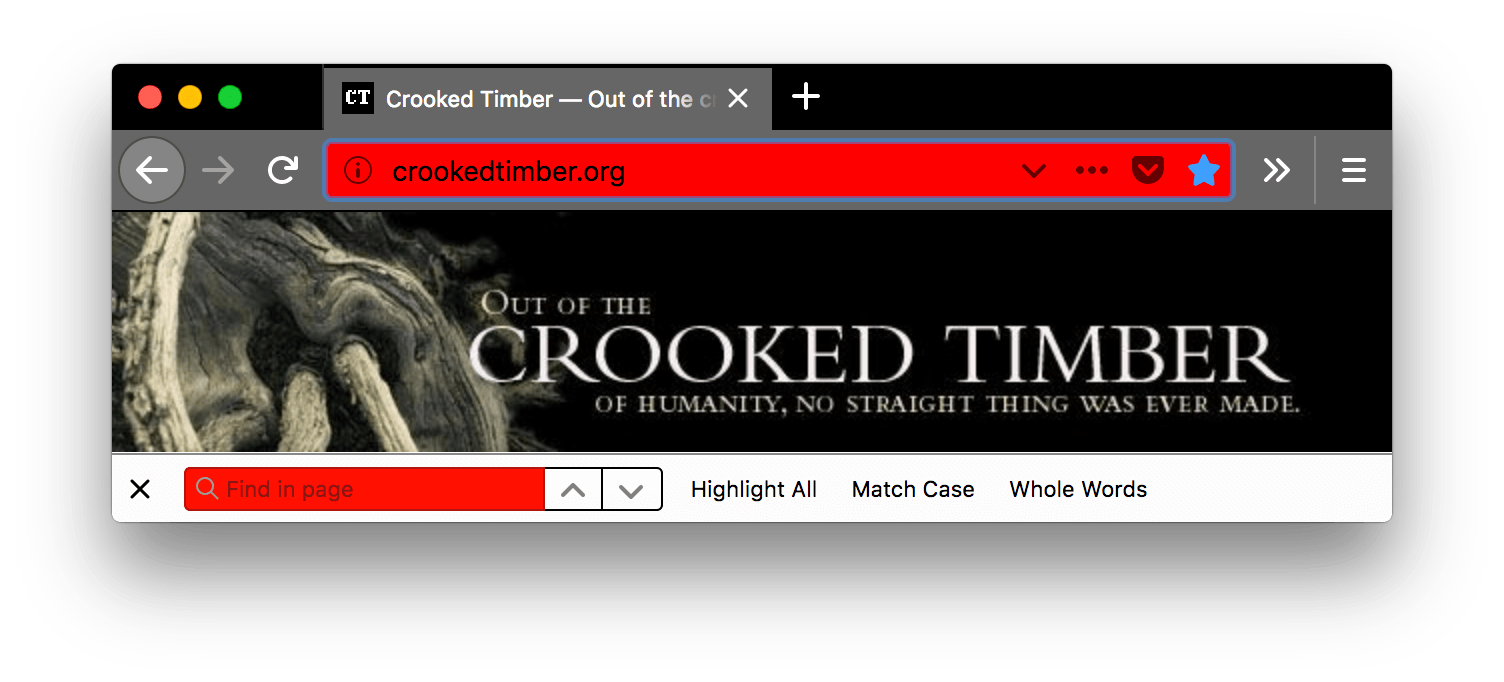 CT Crooked Timber — Out of the
crookedtimber.org
OUT OF THE
CROOKED TIMBER
OF HUMANITY, NO STRAIGHT THING WAS EVER MADE.
Find in page Highlight All Match Case Whole Words